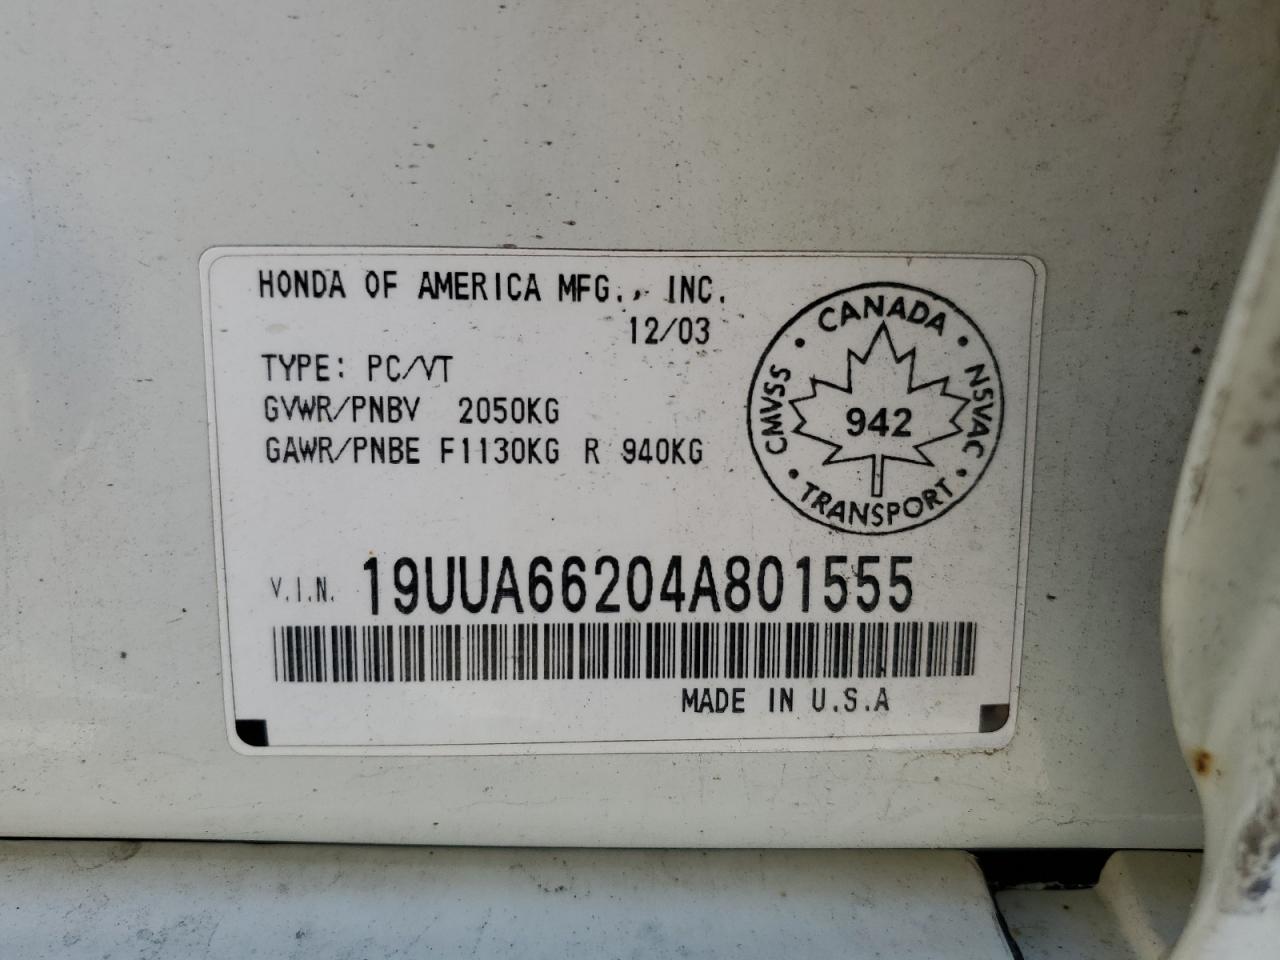 HONDA OF AMERICA MFG., INC.
12/03
TYPE: PC/VT
GVWR/PNBV 2050KG
GAWR/PNBE F1130KG R 940KG
CANADA
CMVSS
NSVAC
942
TRANSPORT
V.I.N. 19UUA66204A801555
MADE IN U.S.A